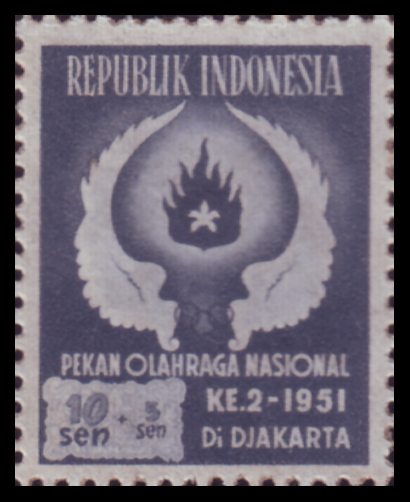 REPUBLIK INDONESIA
PEKAN OLAHRAGA NASIONAL
KE.2-1951
10 sen + 5 sen
Di DJAKARTA